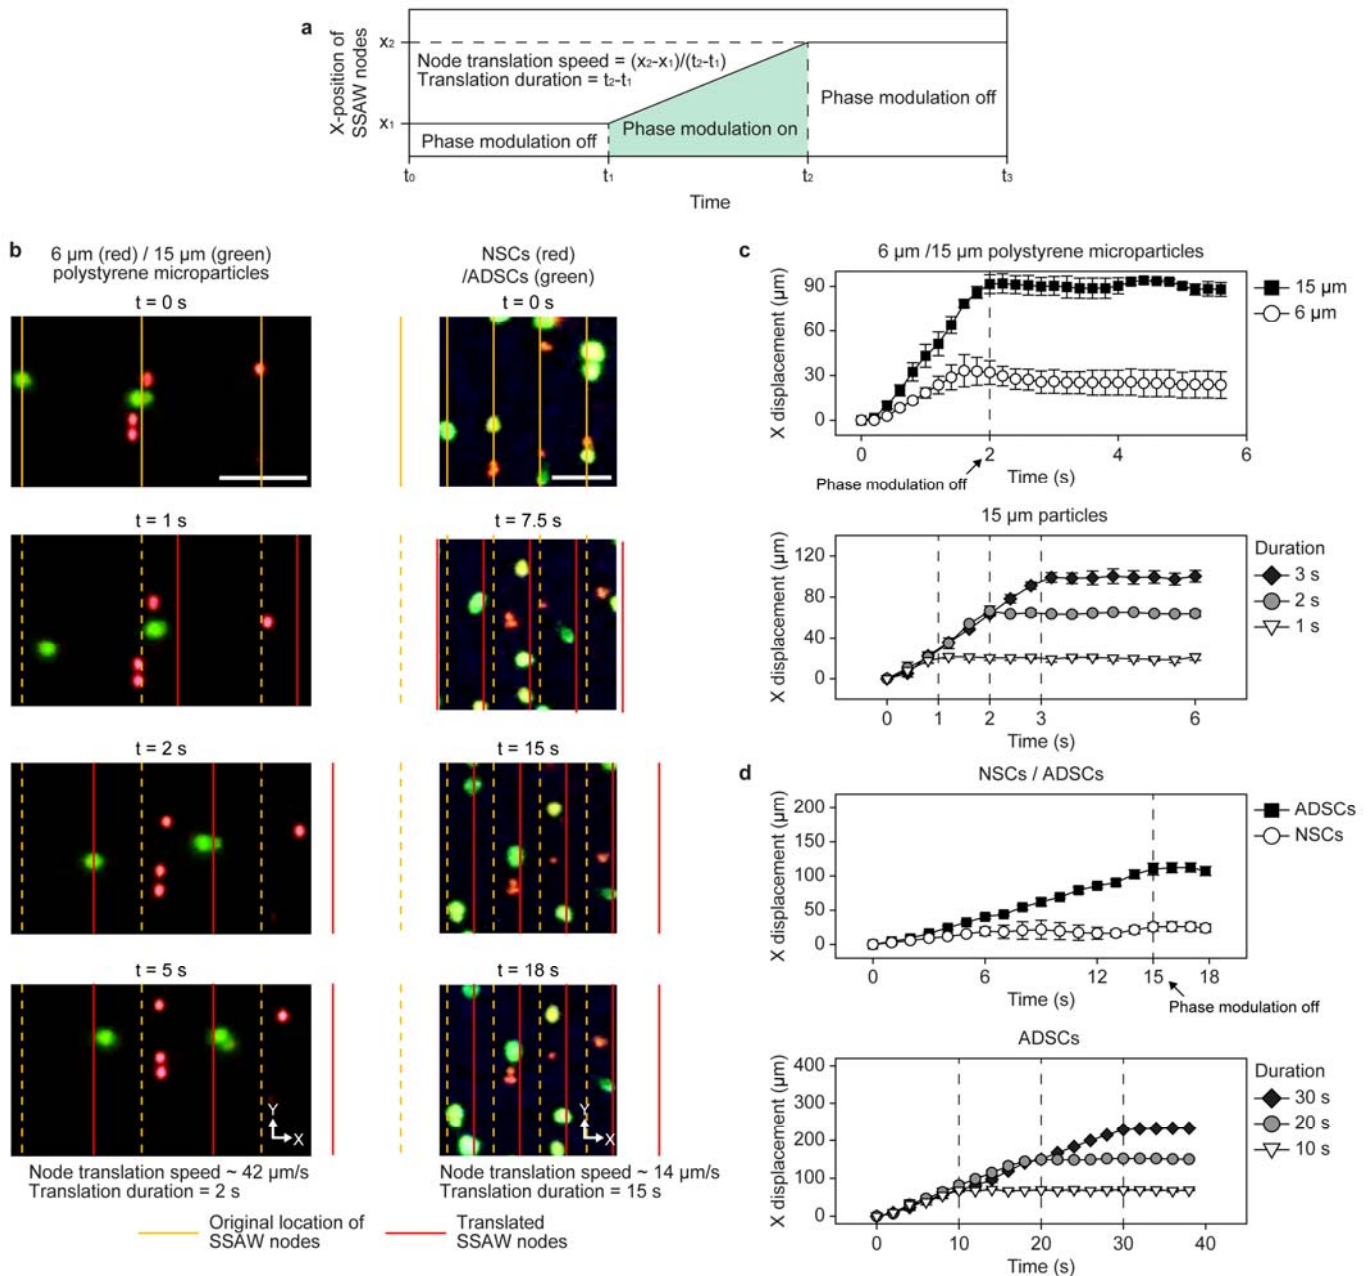 a
X-position of
SSAW nodes
x₂
x₁
Node translation speed = (x₂-x₁)/(t₂-t₁)
Translation duration = t₂-t₁
Phase modulation off
Phase modulation on
Phase modulation off
t₀
t₁
t₂
t₃
Time
b
6 µm (red) / 15 µm (green)
polystyrene microparticles
t = 0 s
t = 1 s
t = 2 s
t = 5 s
Y
X
Node translation speed ~ 42 µm/s
Translation duration = 2 s
NSCs (red)
/ADSCs (green)
t = 0 s
t = 7.5 s
t = 15 s
t = 18 s
Y
X
Node translation speed ~ 14 µm/s
Translation duration = 15 s
Original location of
SSAW nodes
Translated
SSAW nodes
c
6 µm /15 µm polystyrene microparticles
X displacement (µm)
90
60
30
0
0
2
4
6
Time (s)
Phase modulation off
15 µm
6 µm
15 µm particles
X displacement (µm)
120
80
40
0
0
1
2
3
6
Time (s)
Duration
3 s
2 s
1 s
d
NSCs / ADSCs
X displacement (µm)
200
150
100
50
0
0
6
12
15
18
Time (s)
Phase modulation off
ADSCs
NSCs
ADSCs
X displacement (µm)
400
300
200
100
0
0
10
20
30
40
Time (s)
Duration
30 s
20 s
10 s